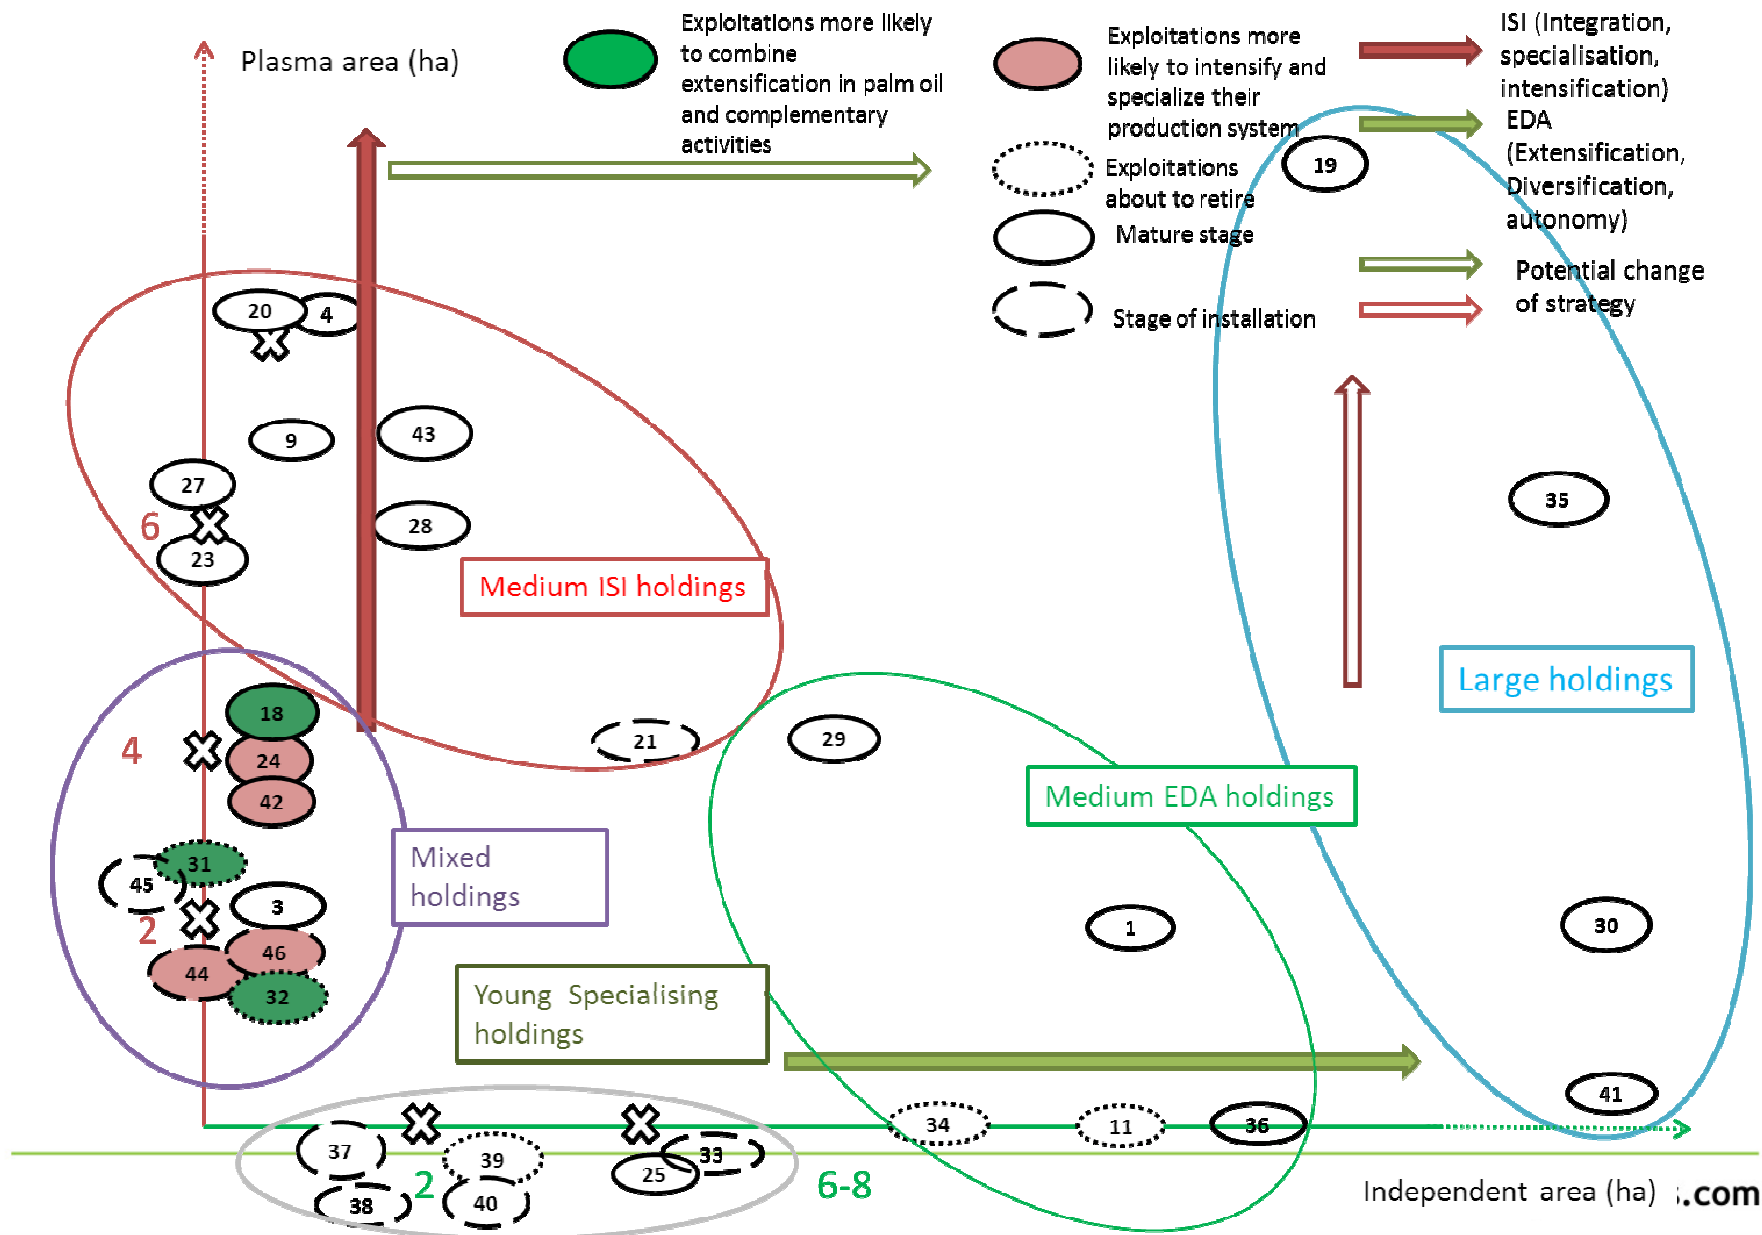 Plasma area (ha)
Exploitations more likely
to combine
extensification in palm oil
and complementary
activities
Exploitations more
likely to intensify and
specialize their
production system
Exploitations
about to retire
Mature stage
Stage of installation
ISI (Integration,
specialisation,
intensification)
EDA
(Extensification,
Diversification,
autonomy)
Potential change
of strategy
19
20
4
9
43
27
6
28
23
35
Medium ISI holdings
Large holdings
18
4
24
42
21
29
Medium EDA holdings
31
45
Mixed
holdings
3
2
46
44
32
1
30
Young Specialising
holdings
41
34
11
36
37
39
33
25
2
38
40
6-8
Independent area (ha)
s.com